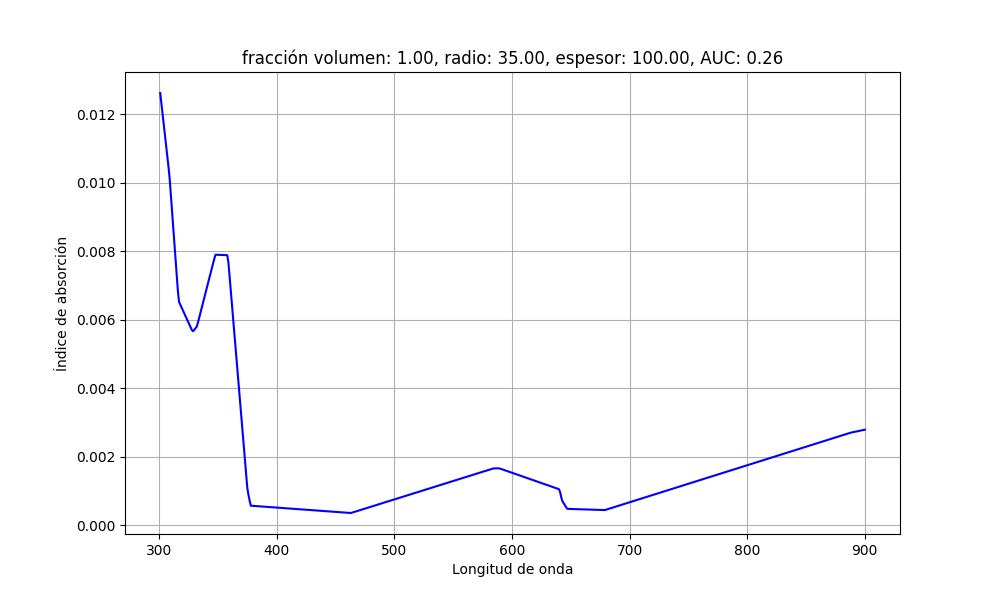 fracción volumen: 1.00, radio: 35.00, espesor: 100.00, AUC: 0.26
Índice de absorción
0.012
0.010
0.008
0.006
0.004
0.002
0.000
300 400 500 600 700 800 900
Longitud de onda